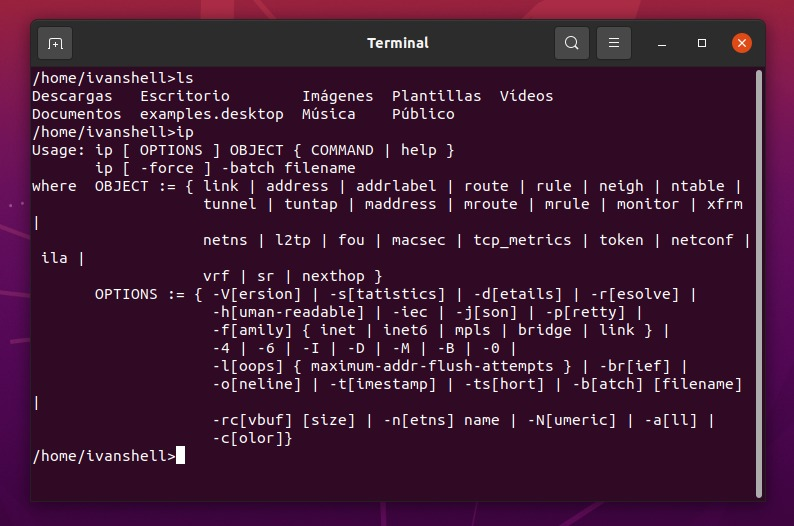 Terminal
/home/ivanshell>ls
Descargas   Escritorio        Imágenes  Plantillas  Vídeos
Documentos  examples.desktop  Música    Público
/home/ivanshell>ip
Usage: ip [ OPTIONS ] OBJECT { COMMAND | help }
       ip [ -force ] -batch filename
where  OBJECT := { link | address | addrlabel | route | rule | neigh | ntable |
                   tunnel | tuntap | maddress | mroute | mrule | monitor | xfrm
|
                   netns | l2tp | fou | macsec | tcp_metrics | token | netconf |
 ila |
                   vrf | sr | nexthop }
       OPTIONS := { -V[ersion] | -s[tatistics] | -d[etails] | -r[esolve] |
                    -h[uman-readable] | -iec | -j[son] | -p[retty] |
                    -f[amily] { inet | inet6 | mpls | bridge | link } |
                    -4 | -6 | -I | -D | -M | -B | -0 |
                    -l[oops] { maximum-addr-flush-attempts } | -br[ief] |
                    -o[neline] | -t[imestamp] | -ts[hort] | -b[atch] [filename]
|
                    -rc[vbuf] [size] | -n[etns] name | -N[umeric] | -a[ll] |
                    -c[olor]}
/home/ivanshell>